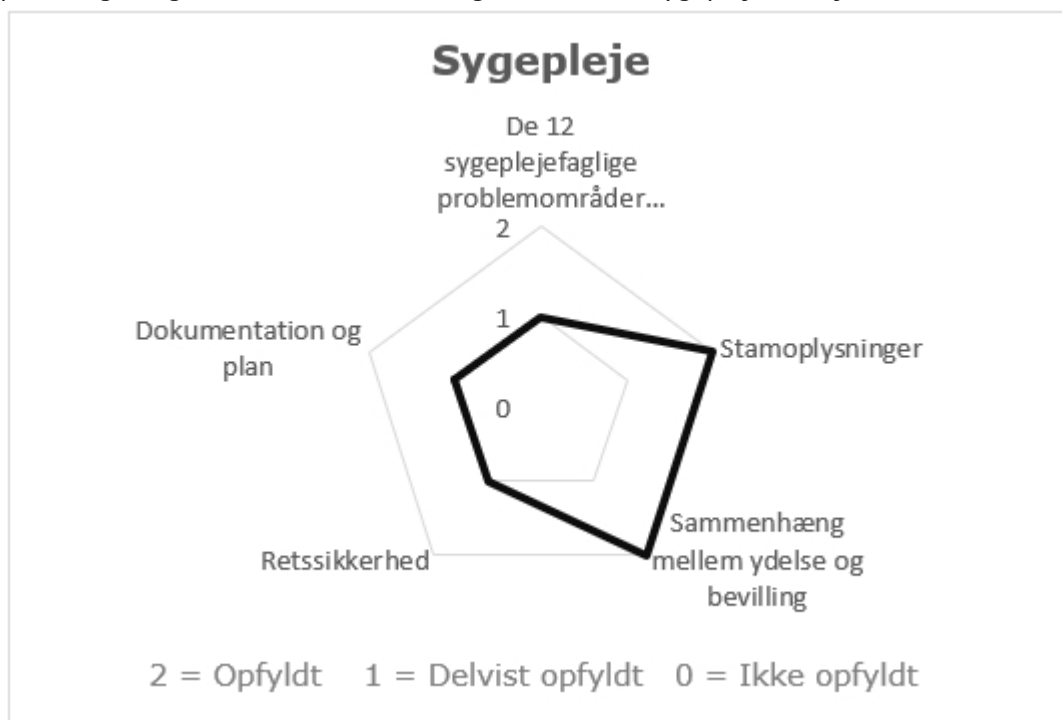 Sygepleje
De 12
sygeplejefaglige
problemområder...
2
1
0
Stamoplysninger
Sammenhæng
mellem ydelse og
bevilling
Retssikkerhed
Dokumentation og
plan
2 = Opfyldt 1 = Delvist opfyldt 0 = Ikke opfyldt